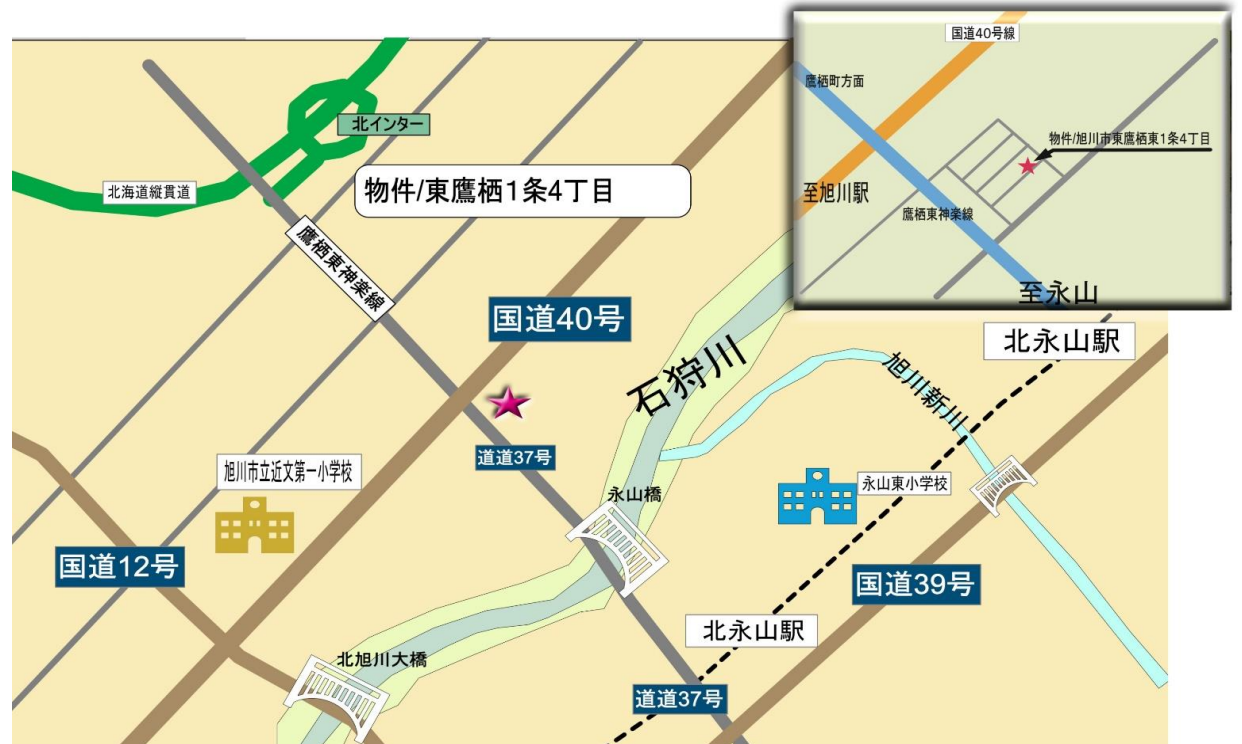 国道40号線
鷹栖町方面
物件/旭川市東鷹栖東1条4丁目
至旭川駅
鷹栖東神楽線
至永山
北インター
北海道縦貫道
物件/東鷹栖1条4丁目
鷹栖東神楽線
国道40号
石狩川
北永山駅
旭川新川
道道37号
旭川市立近文第一小学校
永山橋
永山東小学校
国道12号
国道39号
北永山駅
北旭川大橋
道道37号